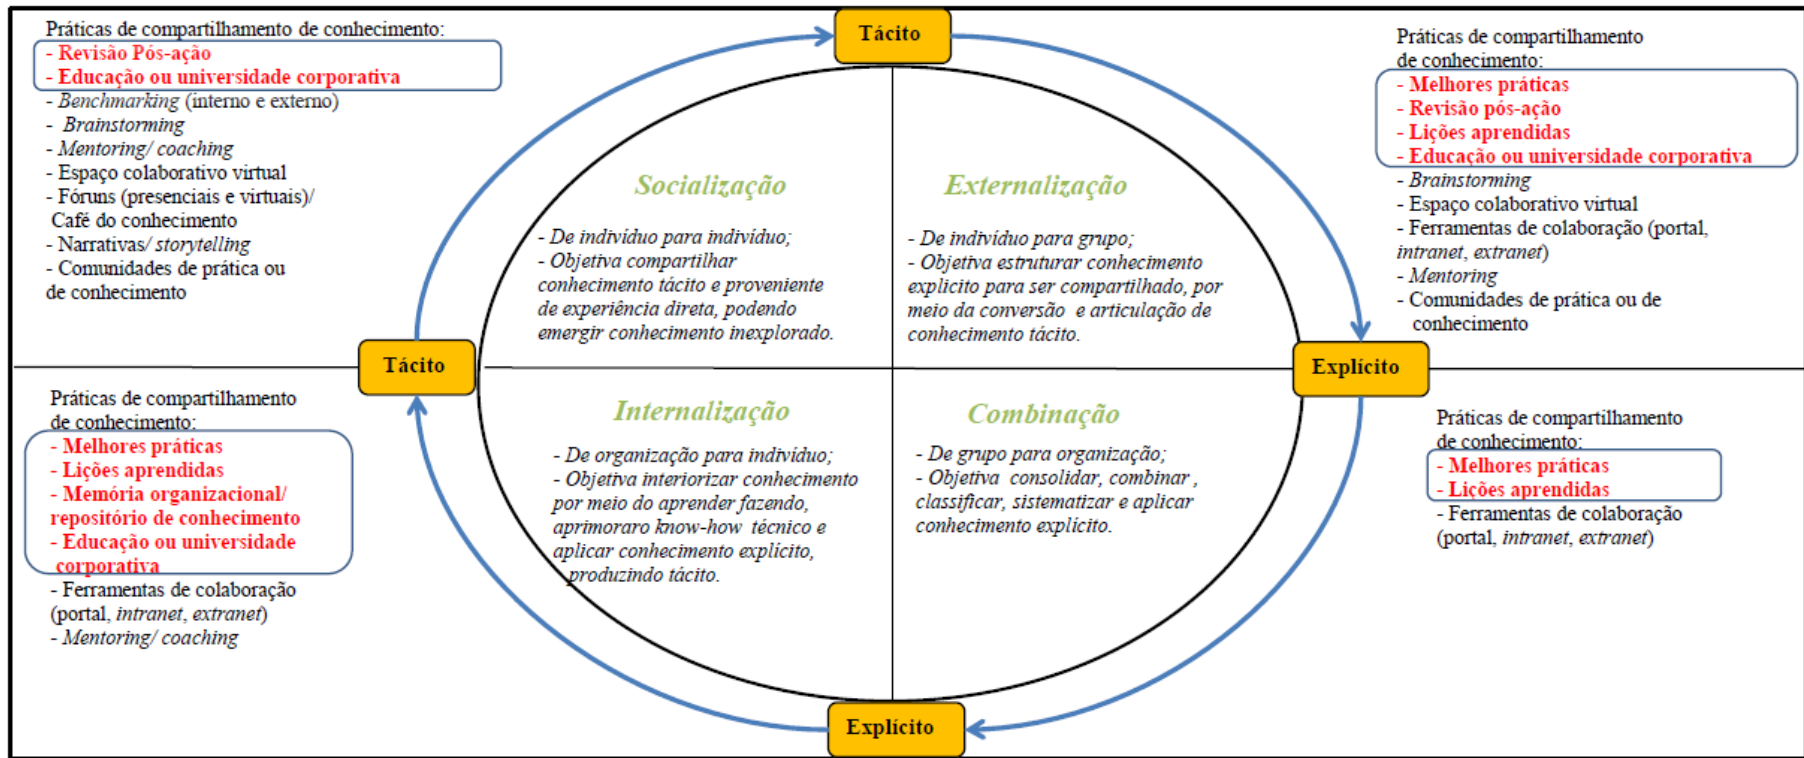 Práticas de compartilhamento de conhecimento:
- Revisão Pós-ação
- Educação ou universidade corporativa
- Benchmarking (interno e externo)
- Brainstorming
- Mentoring/ coaching
- Espaço colaborativo virtual
- Fóruns (presenciais e virtuais)/
Café do conhecimento
- Narrativas/ storytelling
- Comunidades de prática ou
de conhecimento
Tácito
Socialização
- De indivíduo para indivíduo;
- Objetiva compartilhar
conhecimento tácito e proveniente
de experiência direta, podendo
emergir conhecimento inexplorado.
Externalização
- De indivíduo para grupo;
- Objetiva estruturar conhecimento
explicito para ser compartilhado, por
meio da conversão e articulação de
conhecimento tácito.
Práticas de compartilhamento
de conhecimento:
- Melhores práticas
- Revisão pós-ação
- Lições aprendidas
- Educação ou universidade corporativa
- Brainstorming
- Espaço colaborativo virtual
- Ferramentas de colaboração (portal,
intranet, extranet)
- Mentoring
- Comunidades de prática ou de
conhecimento
Tácito
Explícito
Práticas de compartilhamento
de conhecimento:
- Melhores práticas
- Lições aprendidas
- Memória organizacional/
repositório de conhecimento
- Educação ou universidade
corporativa
- Ferramentas de colaboração
(portal, intranet, extranet)
- Mentoring/ coaching
Internalização
- De organização para indivíduo;
- Objetiva interiorizar conhecimento
por meio do aprender fazendo,
aprimoraro know-how técnico e
aplicar conhecimento explícito,
produzindo tácito.
Combinação
- De grupo para organização;
- Objetiva consolidar, combinar ,
classificar, sistematizar e aplicar
conhecimento explícito.
Práticas de compartilhamento
de conhecimento:
- Melhores práticas
- Lições aprendidas
- Ferramentas de colaboração
(portal, intranet, extranet)
Explícito